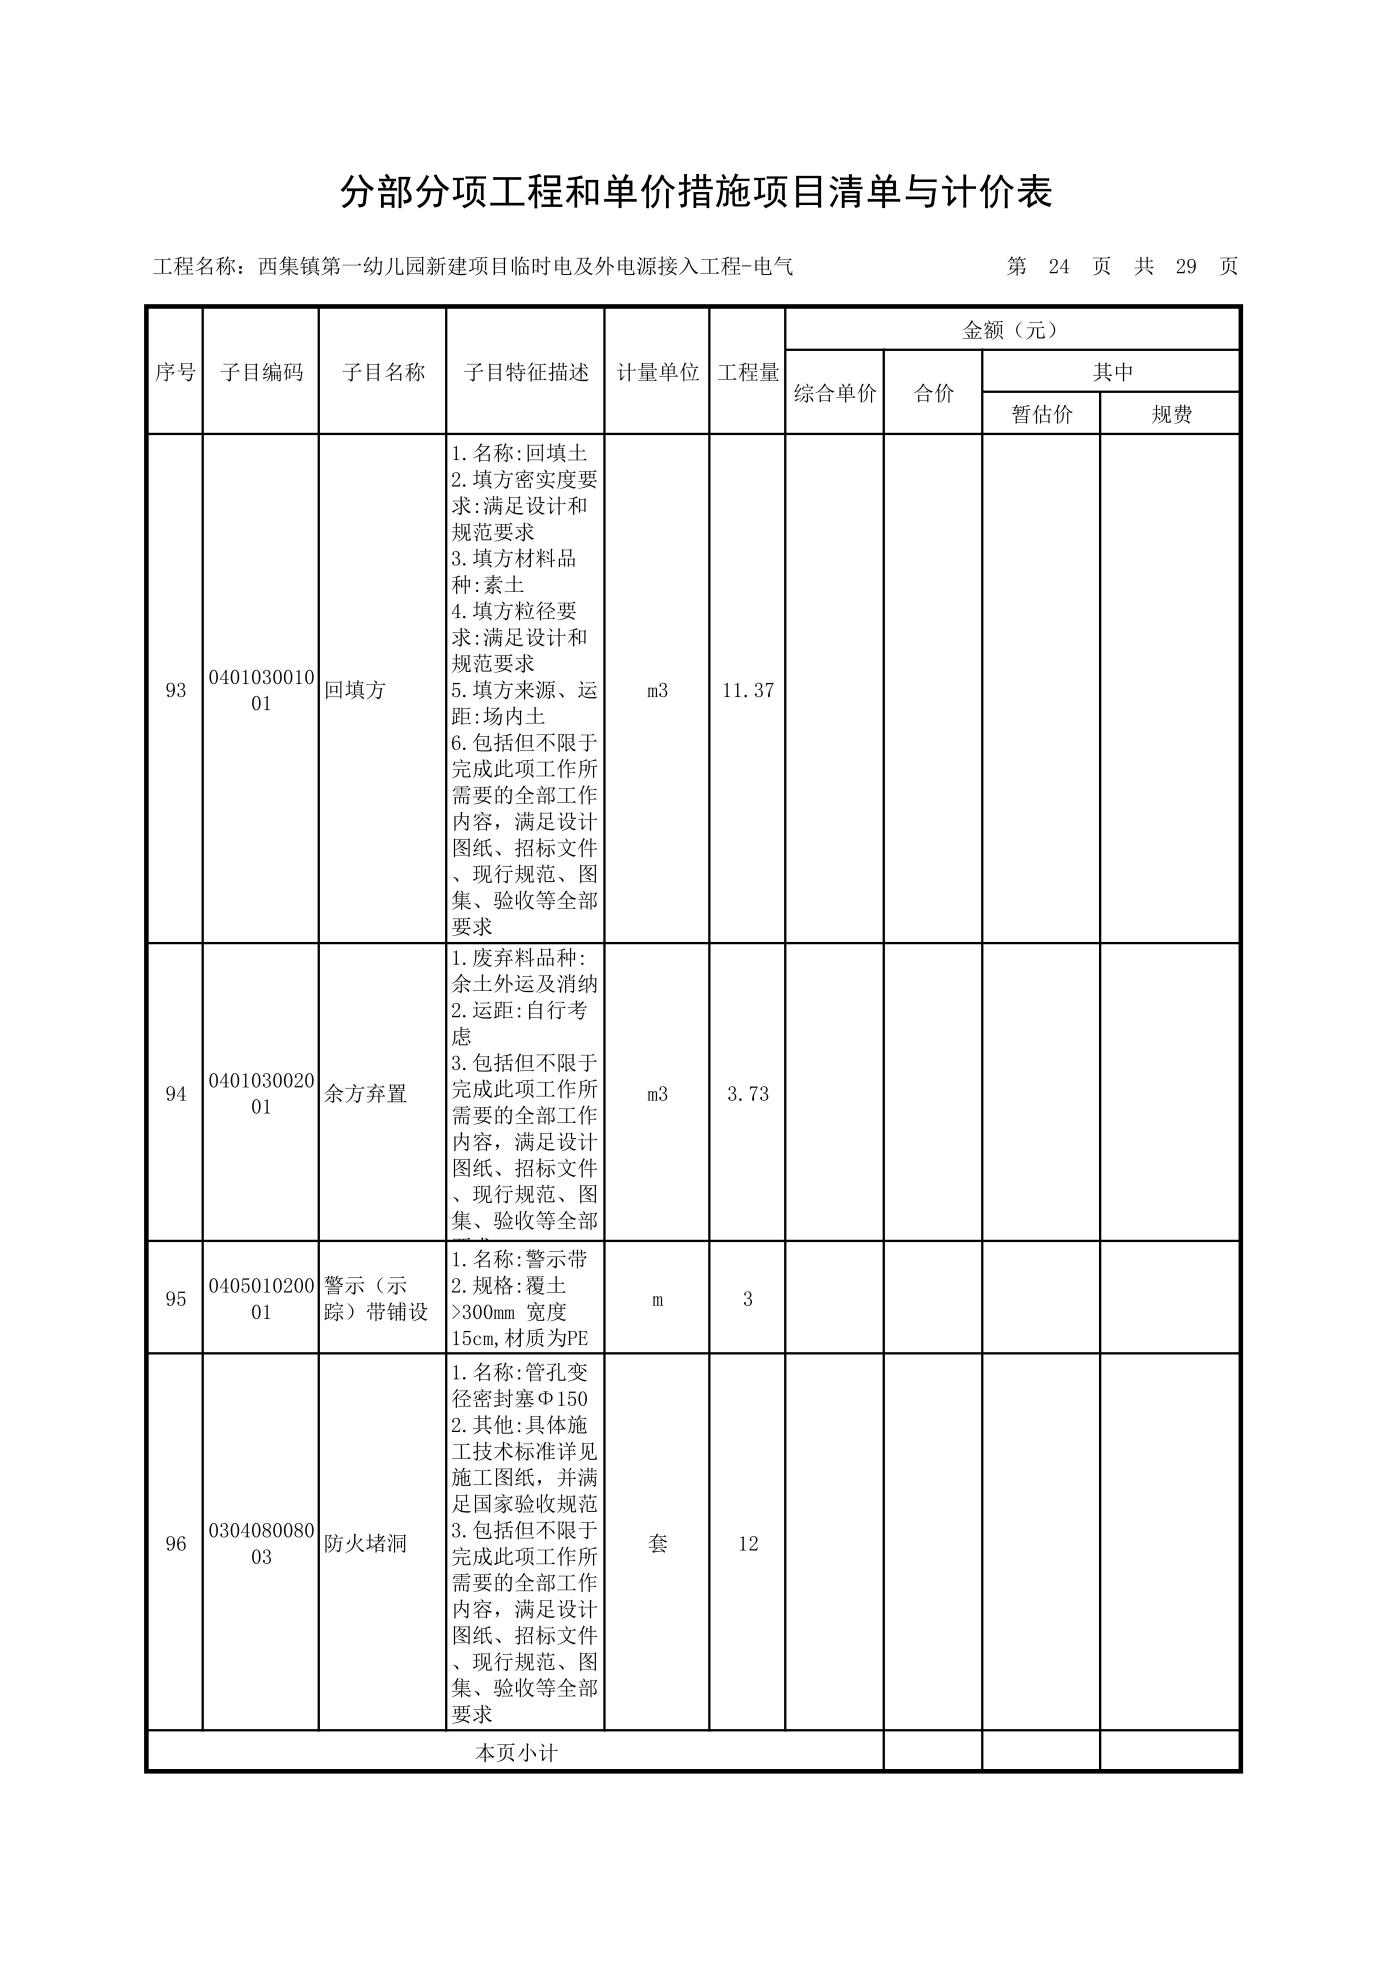 分部分项工程和单价措施项目清单与计价表
工程名称：西集镇第一幼儿园新建项目临时电及外电源接入工程-电气
第 24 页 共 29 页
序号
子目编码
子目名称
子目特征描述
计量单位
工程量
金额（元）
综合单价
合价
其中
暂估价
规费
93
0401030010
01
回填方
1.名称:回填土
2.填方密实度要
求:满足设计和
规范要求
3.填方材料品
种:素土
4.填方粒径要
求:满足设计和
规范要求
5.填方来源、运
距:场内土
6.包括但不限于
完成此项工作所
需要的全部工作
内容，满足设计
图纸、招标文件
、现行规范、图
集、验收等全部
要求
m3
11.37
94
0401030020
01
余方弃置
1.废弃料品种:
余土外运及消纳
2.运距:自行考
虑
3.包括但不限于
完成此项工作所
需要的全部工作
内容，满足设计
图纸、招标文件
、现行规范、图
集、验收等全部
m3
3.73
95
0405010200
01
警示（示
踪）带铺设
1.名称:警示带
2.规格:覆土
>300mm 宽度
15cm,材质为PE
m
3
96
0304080080
03
防火堵洞
1.名称:管孔变
径密封塞Φ150
2.其他:具体施
工技术标准详见
施工图纸，并满
足国家验收规范
3.包括但不限于
完成此项工作所
需要的全部工作
内容，满足设计
图纸、招标文件
、现行规范、图
集、验收等全部
要求
套
12
本页小计